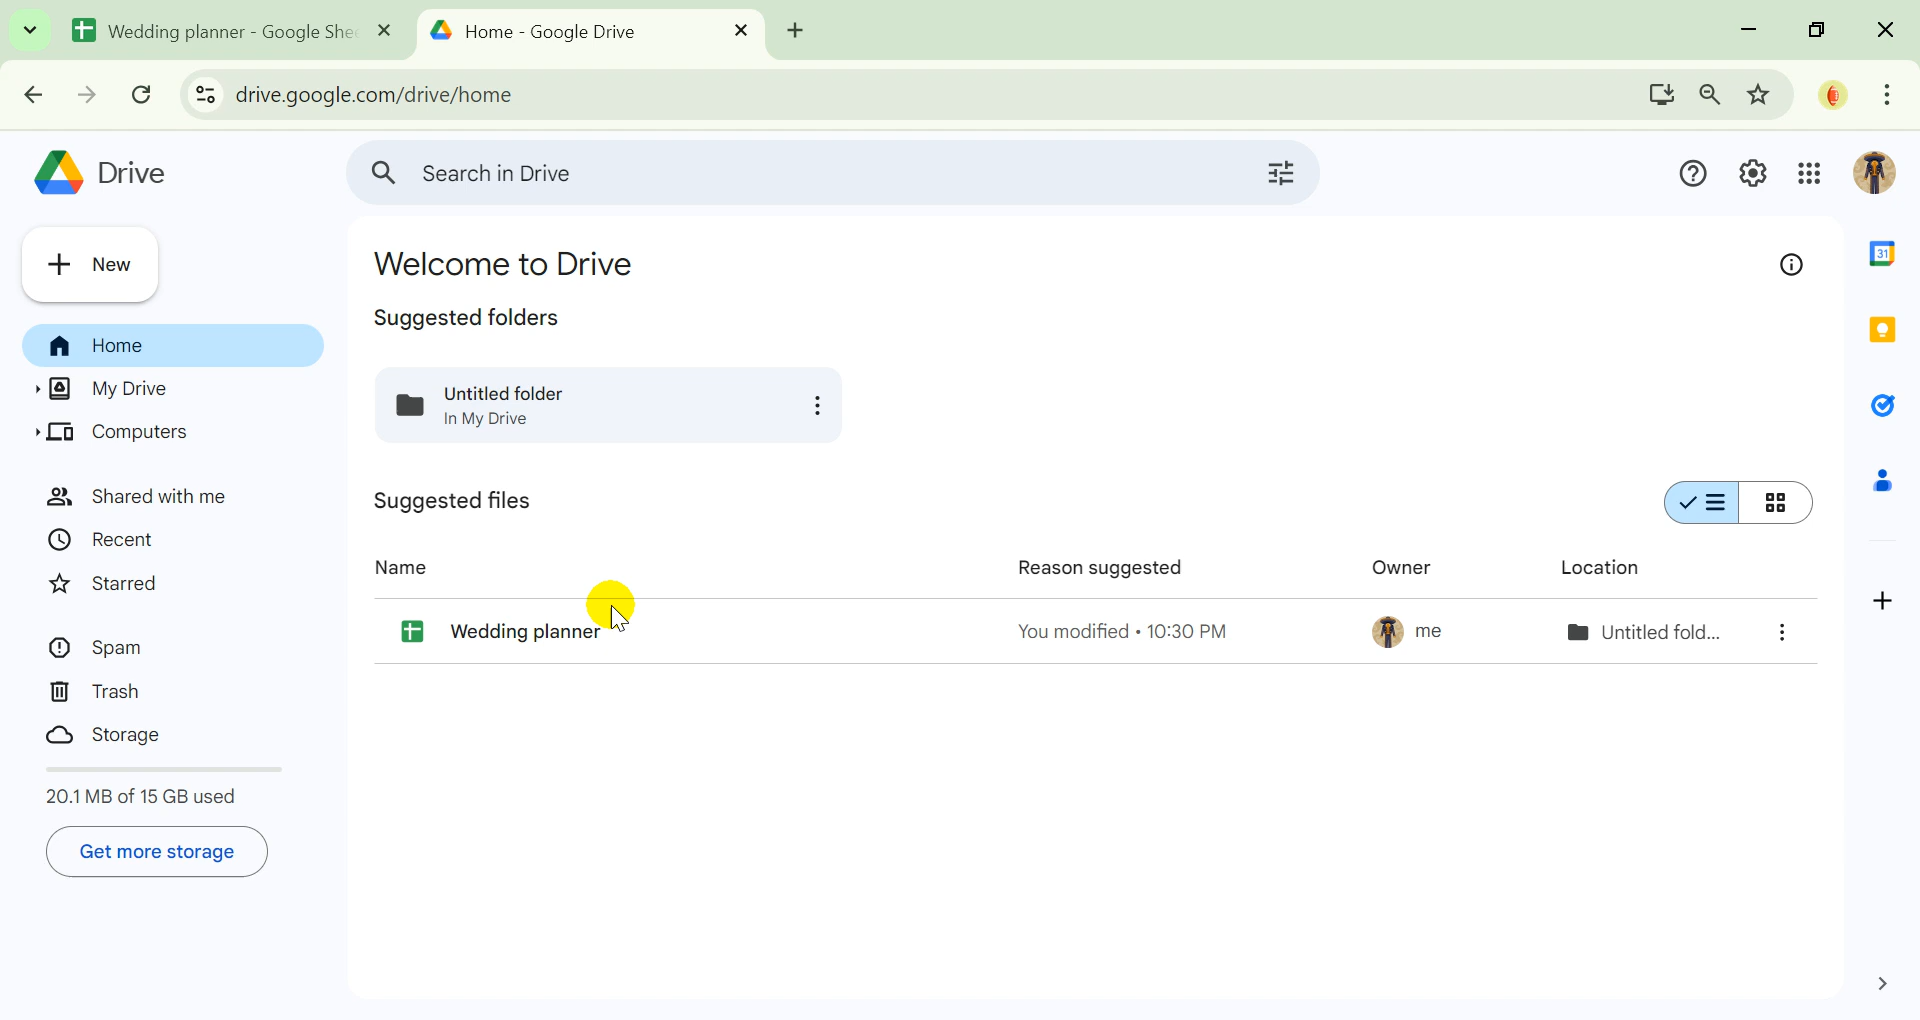 Wedding planner - Google She
Home - Google Drive
drive.google.com/drive/home
Drive
Search in Drive
New
Welcome to Drive
31
Suggested folders
Home
My Drive
Untitled folder
In My Drive
Computers
Shared with me
Suggested files
Recent
Name Reason suggested Owner Location
Starred
Wedding planner You modified • 10:30 PM me Untitled fold...
Spam
Trash
Storage
20.1 MB of 15 GB used
Get more storage